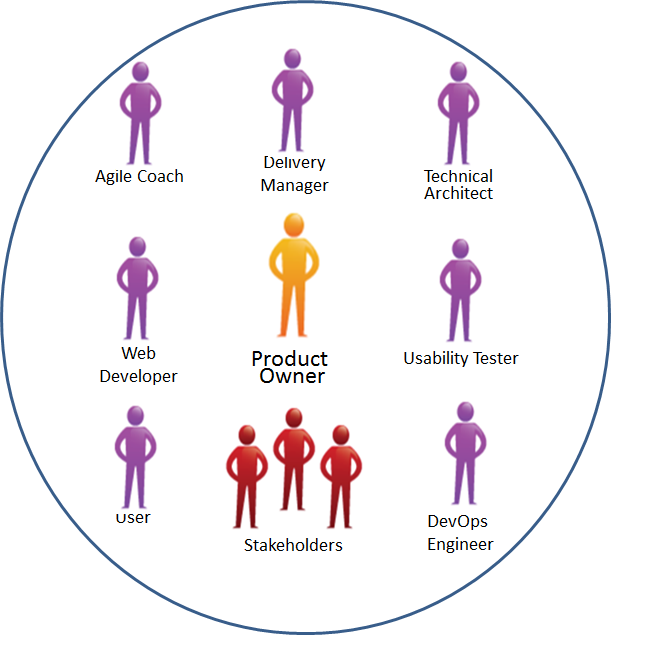 Agile Coach
Delivery
Manager
Technical
Architect
Web
Developer
Product
Owner
Usability Tester
User
Stakeholders
DevOps
Engineer